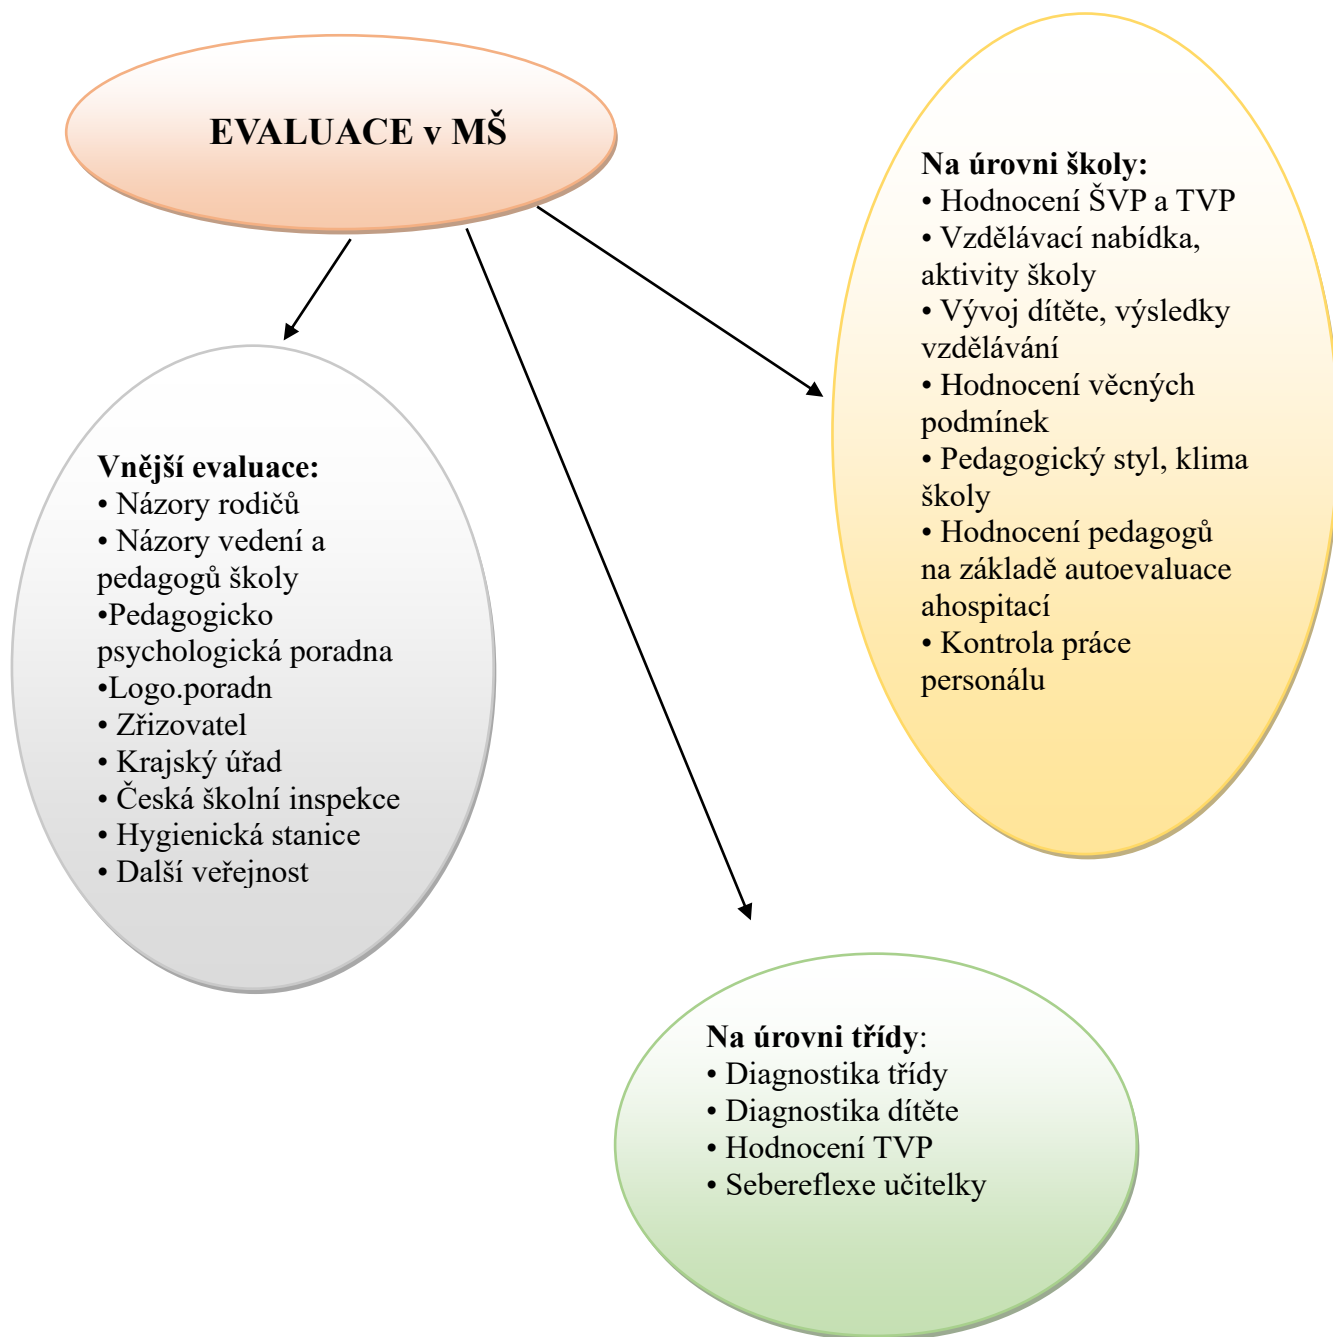 EVALUACE v MŠ
Na úrovni školy:
• Hodnocení ŠVP a TVP
• Vzdělávací nabídka,
aktivity školy
• Vývoj dítěte, výsledky
vzdělávání
• Hodnocení věcných
podmínek
• Pedagogický styl, klima
školy
• Hodnocení pedagogů
na základě autoevaluace
ahospitací
• Kontrola práce
personálu
Vnější evaluace:
• Názory rodičů
• Názory vedení a
pedagogů školy
•Pedagogicko
psychologická poradna
•Logo.poradn
• Zřizovatel
• Krajský úřad
• Česká školní inspekce
• Hygienická stanice
• Další veřejnost
Na úrovni třídy:
• Diagnostika třídy
• Diagnostika dítěte
• Hodnocení TVP
• Sebereflexe učitelky